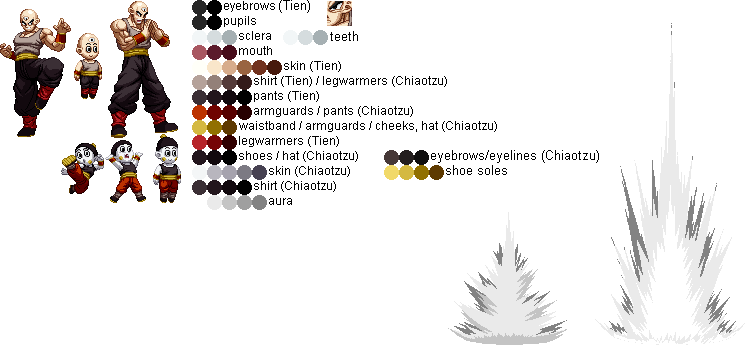 eyebrows (Tien)
pupils
sclera teeth
mouth
skin (Tien)
shirt (Tien) / legwarmers (Chiaotzu)
pants (Tien)
armguards / pants (Chiaotzu)
waistband / armguards / cheeks, hat (Chiaotzu)
legwarmers (Tien)
shoes / hat (Chiaotzu) eyebrows/eyelines (Chiaotzu)
skin (Chiaotzu) shoe soles
shirt (Chiaotzu)
aura